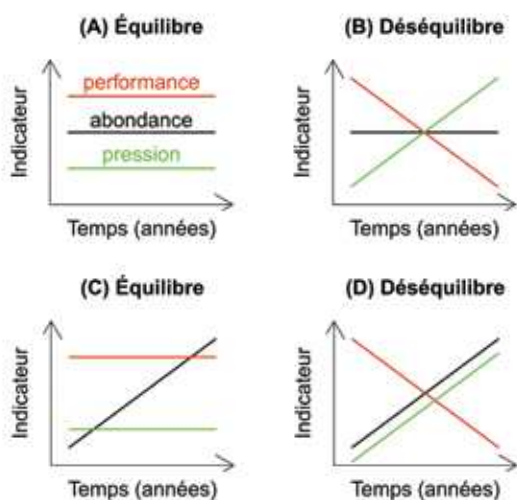 (A) Équilibre
performance
abondance
pression
Indicateur
Temps (années)
(B) Déséquilibre
Indicateur
Temps (années)
(C) Équilibre
Indicateur
Temps (années)
(D) Déséquilibre
Indicateur
Temps (années)